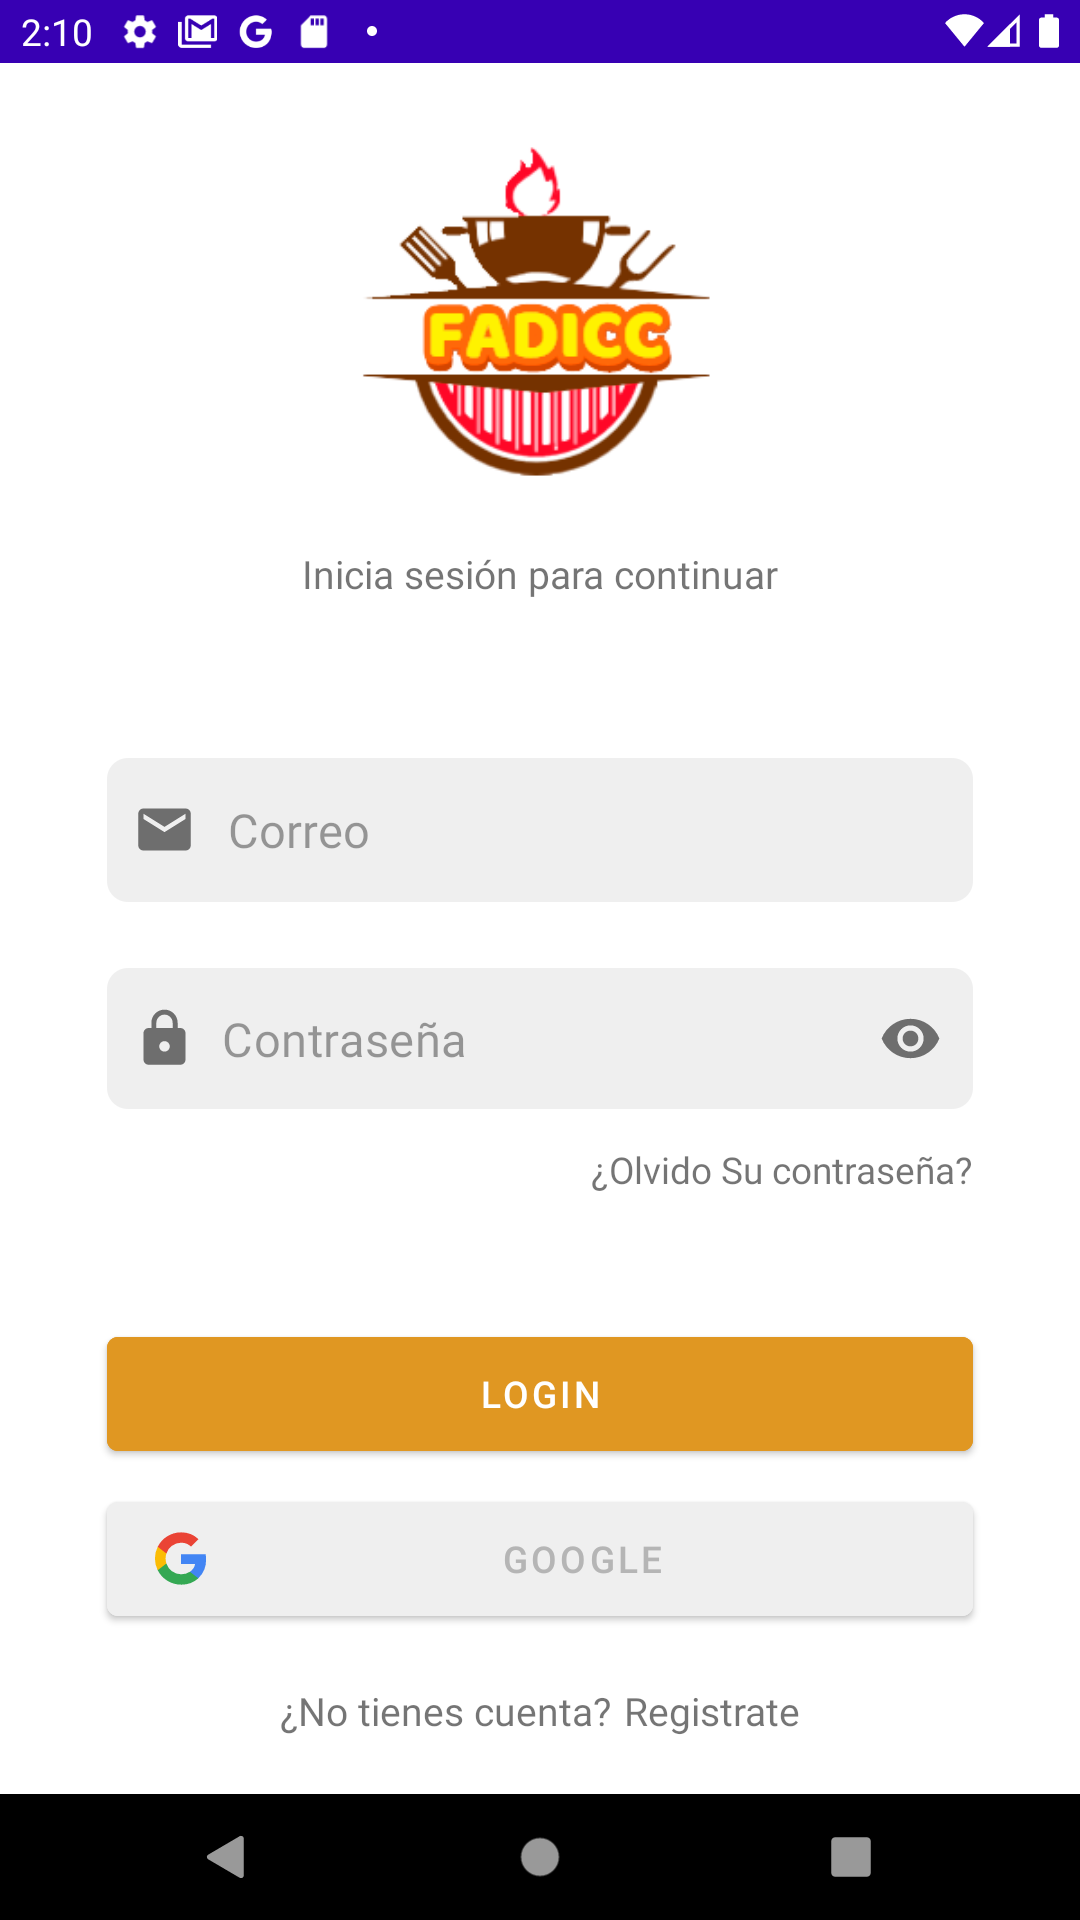 2:10
FADICC
Inicia sesión para continuar
Correo
Contraseña
¿Olvido Su contraseña?
LOGIN
GOOGLE
¿No tienes cuenta? Registrate